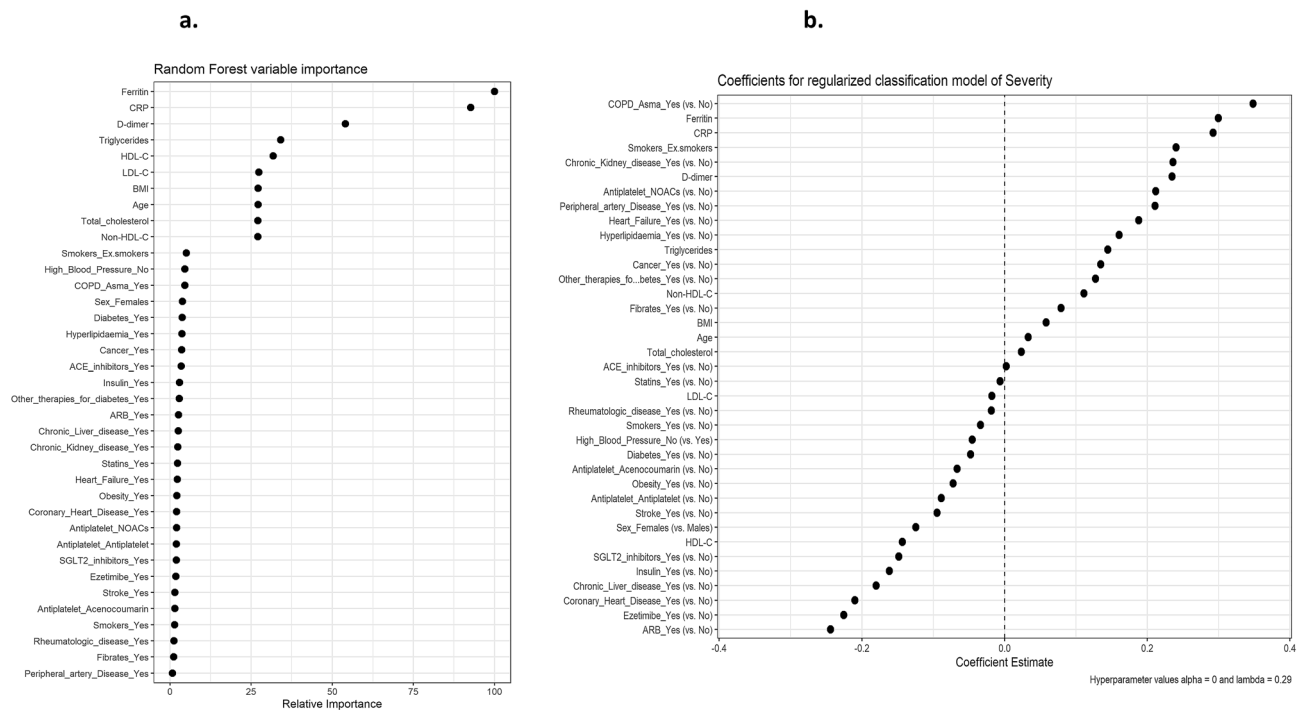 a.
Random Forest variable importance
Ferritin
CRP
D-dimer
Triglycerides
HDL-C
LDL-C
BMI
Age
Total_cholesterol
Non-HDL-C
Smokers_Ex.smokers
High_Blood_Pressure_No
COPD_Asma_Yes
Sex_Females
Diabetes_Yes
Hyperlipidaemia_Yes
Cancer_Yes
ACE_inhibitors_Yes
Insulin_Yes
Other_therapies_for_diabetes_Yes
ARB_Yes
Chronic_Liver_disease_Yes
Chronic_Kidney_disease_Yes
Statins_Yes
Heart_Failure_Yes
Obesity_Yes
Coronary_Heart_Disease_Yes
Antiplatelet_NOACs
Antiplatelet_Antiplatelet
SGLT2_inhibitors_Yes
Ezetimibe_Yes
Stroke_Yes
Antiplatelet_Acenocoumarin
Smokers_Yes
Rheumatologic_disease_Yes
Fibrates_Yes
Peripheral_artery_Disease_Yes
0 25 50 75 100
Relative Importance
b.
Coefficients for regularized classification model of Severity
COPD_Asma_Yes (vs. No)
Ferritin
CRP
Smokers_Ex.smokers
Chronic_Kidney_disease_Yes (vs. No)
D-dimer
Antiplatelet_NOACs (vs. No)
Peripheral_artery_Disease_Yes (vs. No)
Heart_Failure_Yes (vs. No)
Hyperlipidaemia_Yes (vs. No)
Triglycerides
Cancer_Yes (vs. No)
Other_therapies_fo...betes_Yes (vs. No)
Non-HDL-C
Fibrates_Yes (vs. No)
BMI
Age
Total_cholesterol
ACE_inhibitors_Yes (vs. No)
Statins_Yes (vs. No)
LDL-C
Rheumatologic_disease_Yes (vs. No)
Smokers_Yes (vs. No)
High_Blood_Pressure_No (vs. Yes)
Diabetes_Yes (vs. No)
Antiplatelet_Acenocoumarin (vs. No)
Obesity_Yes (vs. No)
Antiplatelet_Antiplatelet (vs. No)
Stroke_Yes (vs. No)
Sex_Females (vs. Males)
HDL-C
SGLT2_inhibitors_Yes (vs. No)
Insulin_Yes (vs. No)
Chronic_Liver_disease_Yes (vs. No)
Coronary_Heart_Disease_Yes (vs. No)
Ezetimibe_Yes (vs. No)
ARB_Yes (vs. No)
-0.4 -0.2 0.0 0.2 0.4
Coefficient Estimate
Hyperparameter values alpha = 0 and lambda = 0.29